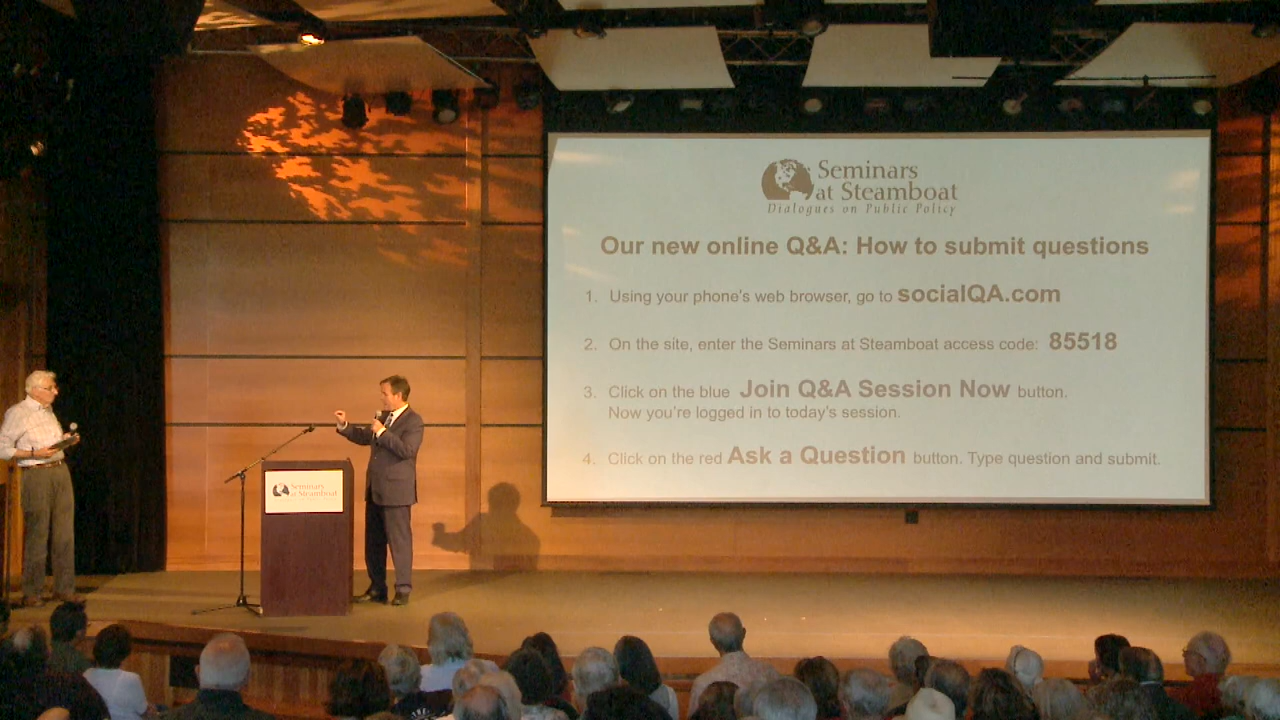 Seminars
at Steamboat
Dialogues on Public Policy
Our new online Q&A: How to submit questions
1. Using your phone's web browser, go to socialQA.com
2. On the site, enter the Seminars at Steamboat access code: 85518
3. Click on the blue Join Q&A Session Now button.
Now you're logged in to today's session.
4. Click on the red Ask a Question button. Type question and submit.
Seminars
at Steamboat